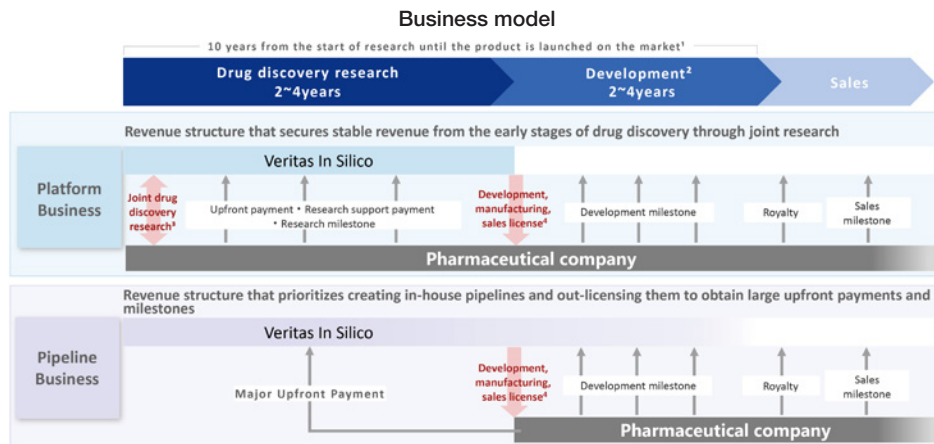 Business model
10 years from the start of research until the product is launched on the market¹
Drug discovery research
2~4years
Development²
2~4years
Sales
Revenue structure that secures stable revenue from the early stages of drug discovery through joint research
Veritas In Silico
Platform
Business
Joint drug
discovery
research³
Upfront payment・Research support payment
・Research milestone
Development,
manufacturing,
sales license⁴
Development milestone
Royalty
Sales
milestone
Pharmaceutical company
Revenue structure that prioritizes creating in-house pipelines and out-licensing them to obtain large upfront payments and
milestones
Veritas In Silico
Pipeline
Business
Major Upfront Payment
Development,
manufacturing,
sales license⁴
Development milestone
Royalty
Sales
milestone
Pharmaceutical company